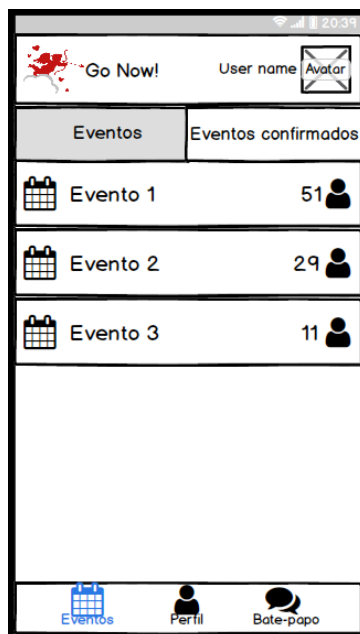 20:39
Go Now! User name Avatar
Eventos Eventos confirmados
Evento 1 51
Evento 2 29
Evento 3 11
Eventos Perfil Bate-papo